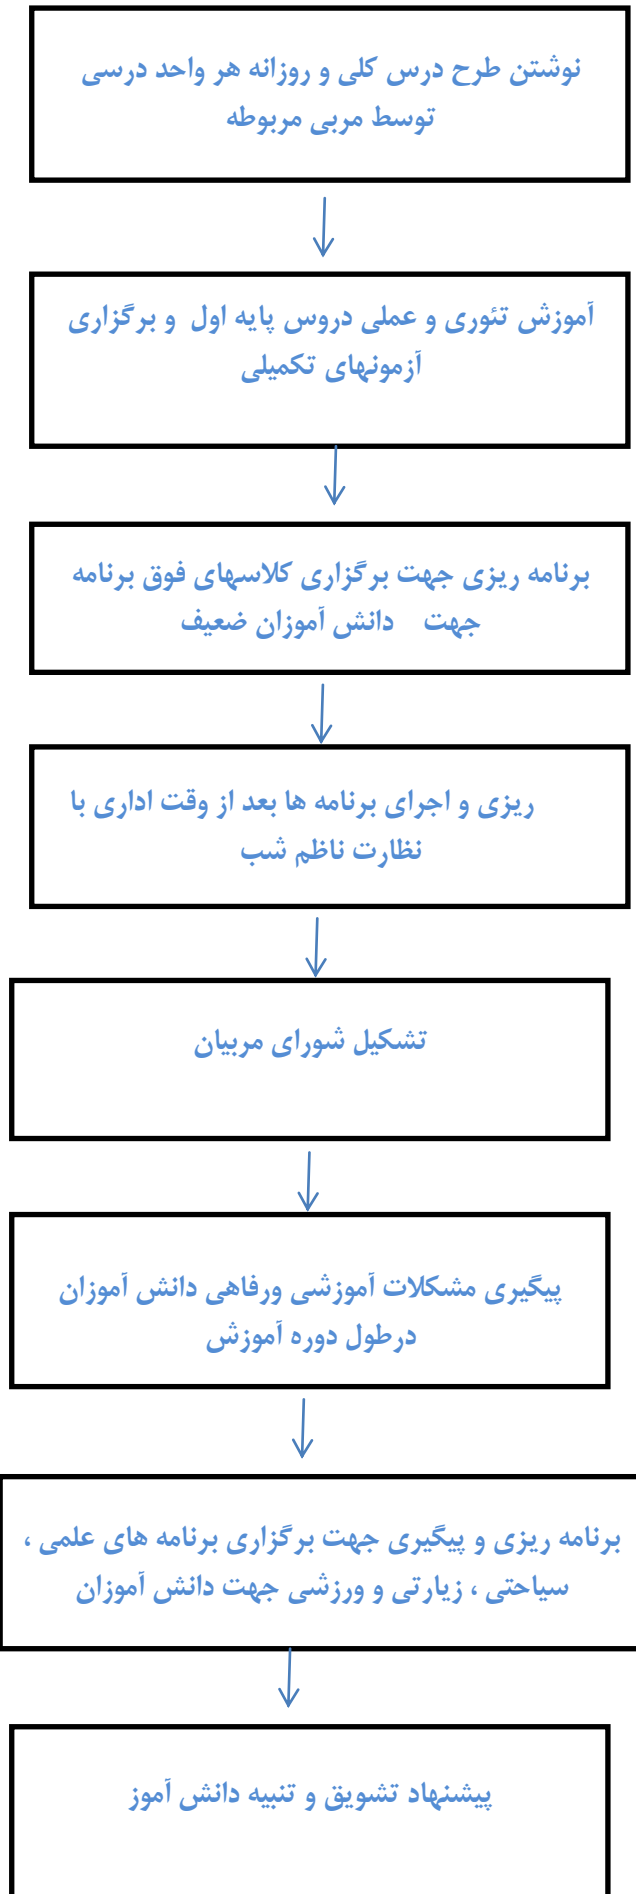 نوشتن طرح درس کلی و روزانه هر واحد درسی
توسط مربی مربوطه
آموزش تئوری و عملی دروس پایه اول و برگزاری
آزمونهای تکمیلی
برنامه ریزی جهت برگزاری کلاسهای فوق برنامه
جهت دانش آموزان ضعیف
ریزی و اجرای برنامه ها بعد از وقت اداری با
نظارت ناظم شب
تشکیل شورای مربیان
پیگیری مشکلات آموزشی ورفاهی دانش آموزان
درطول دوره آموزش
برنامه ریزی و پیگیری جهت برگزاری برنامه های علمی ،
سیاحتی ، زیارتی و ورزشی جهت دانش آموزان
پیشنهاد تشویق و تنبیه دانش آموز